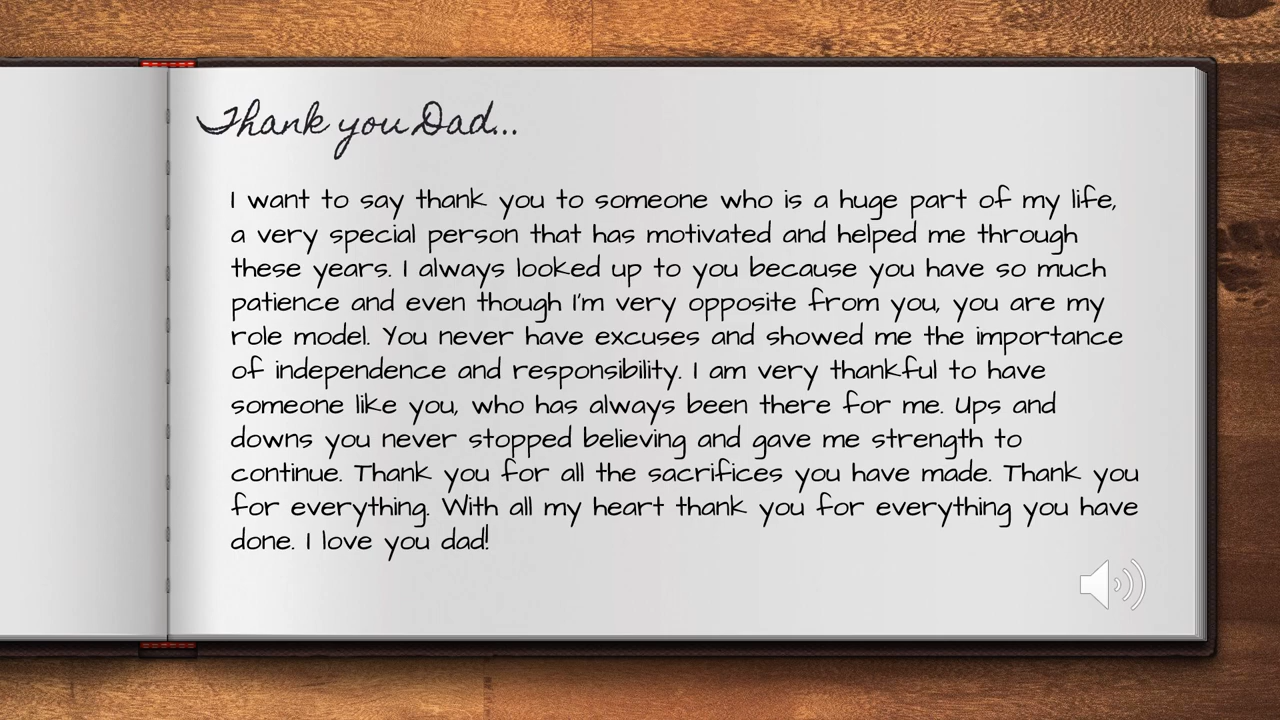 Thank you Dad...
I want to say thank you to someone who is a huge part of my life,
a very special person that has motivated and helped me through
these years. I always looked up to you because you have so much
patience and even though I'm very opposite from you, you are my
role model. You never have excuses and showed me the importance
of independence and responsibility. I am very thankful to have
someone like you, who has always been there for me. Ups and
downs you never stopped believing and gave me strength to
continue. Thank you for all the sacrifices you have made. Thank you
for everything. With all my heart thank you for everything you have
done. I love you dad!